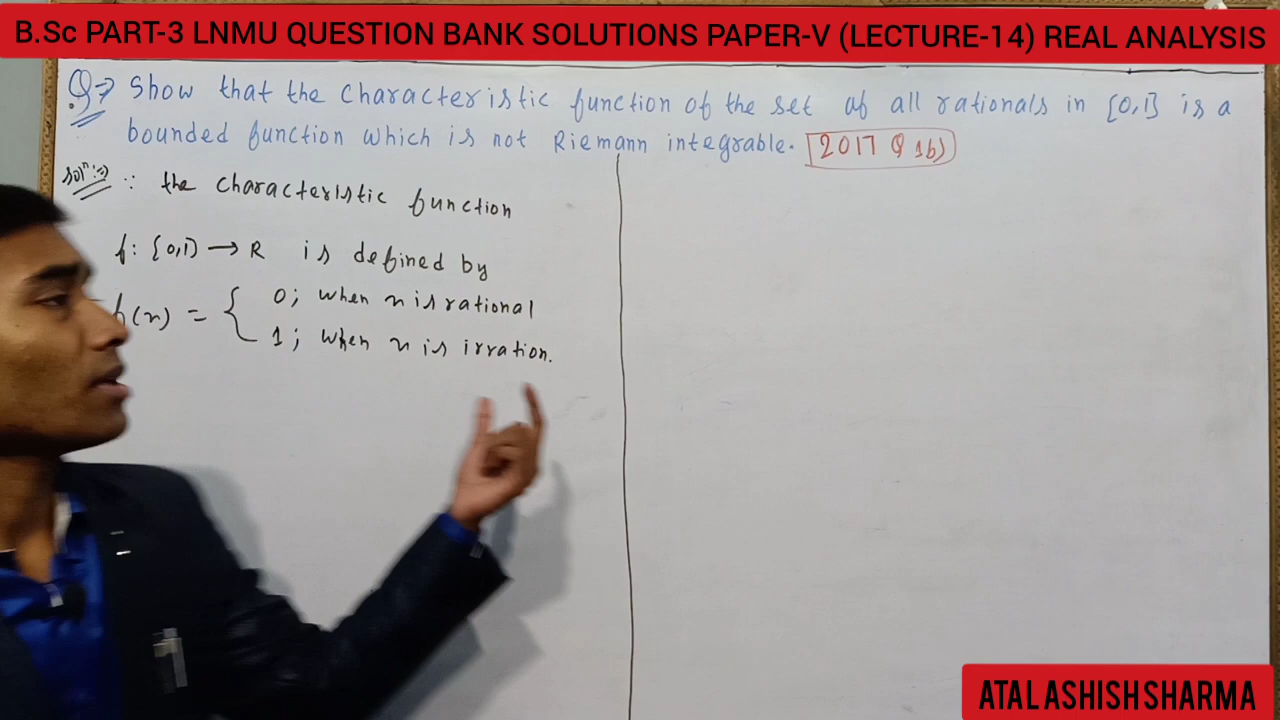 B.Sc PART-3 LNMU QUESTION BANK SOLUTIONS PAPER-V (LECTURE-14) REAL ANALYSIS
Q→ Show that the characteristic function of the set of all rationals in [0,1] is a
bounded function which is not Riemann integrable. 2017 Q 1b)
Solⁿ:→ ∵ the characteristic function
f: [0,1] → R is defined by
f(x) = { 0; when x is rational
1; when x is irration.
ATAL ASHISH SHARMA